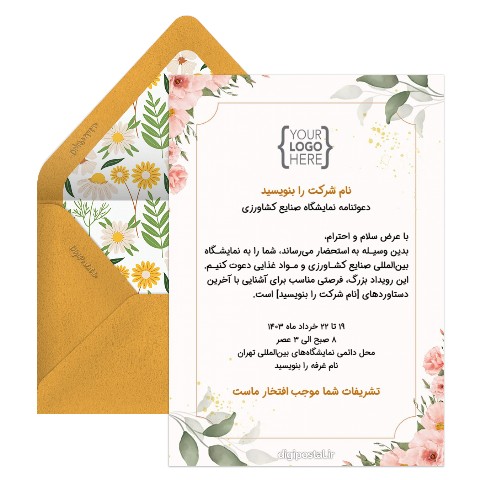 YOUR
LOGO
HERE
نام شرکت را بنویسید
دعوتنامه نمایشگاه صنایع کشاورزی
با عرض سلام و احترام،
بدین وسیله به استحضار می‌رساند، شما را به نمایشگاه
بین‌المللی صنایع کشاورزی و مواد غذایی دعوت کنیم.
این رویداد بزرگ، فرصتی مناسب برای آشنایی با آخرین
دستاوردهای [نام شرکت را بنویسید] است.
۱۹ تا ۲۲ خرداد ماه ۱۴۰۳
۸ صبح الی ۳ عصر
محل دائمی نمایشگاه‌های بین‌المللی تهران
نام غرفه را بنویسید
تشریفات شما موجب افتخار ماست
digipostal.ir